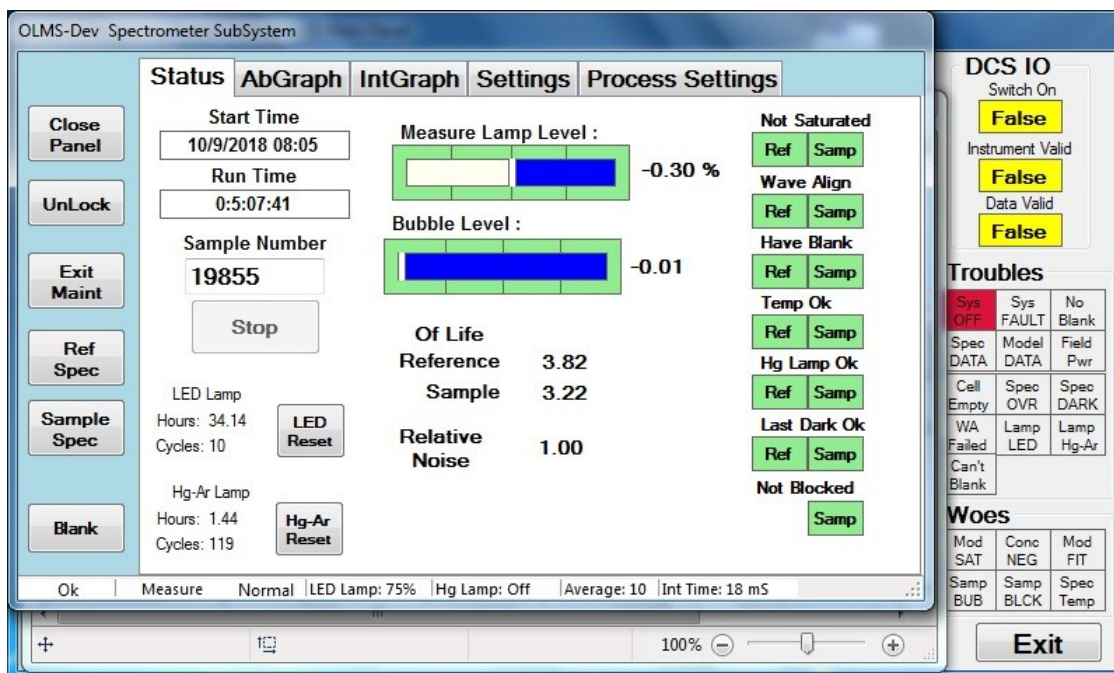 OLMS-Dev Spectrometer SubSystem
Status AbGraph IntGraph Settings Process Settings
Close
Panel
UnLock
Exit
Maint
Ref
Spec
Sample
Spec
Blank
Start Time
10/9/2018 08:05
Run Time
0:5:07:41
Sample Number
19855
Stop
LED Lamp
Hours: 34.14
Cycles: 10
LED
Reset
Hg-Ar Lamp
Hours: 1.44
Cycles: 119
Hg-Ar
Reset
Measure Lamp Level :
-0.30 %
Bubble Level :
-0.01
Of Life
Reference 3.82
Sample 3.22
Relative
Noise
1.00
Not Saturated
Ref Samp
Wave Align
Ref Samp
Have Blank
Ref Samp
Temp Ok
Ref Samp
Hg Lamp Ok
Ref Samp
Last Dark Ok
Ref Samp
Not Blocked
Samp
Ok Measure Normal LED Lamp: 75% Hg Lamp: Off Average: 10 Int Time: 18 mS
100%
DCS IO
Switch On
False
Instrument Valid
False
Data Valid
False
Troubles
Sys OFF
Sys FAULT
No Blank
Spec DATA
Model DATA
Field Pwr
Cell Empty
Spec OVR
Spec DARK
WA Failed
Lamp LED
Lamp Hg-Ar
Can't Blank
Woes
Mod SAT
Conc NEG
Mod FIT
Samp BUB
Samp BLCK
Spec Temp
Exit